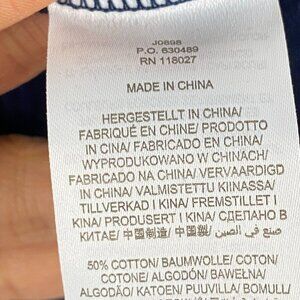 J0898
P.O. 630489
RN 118027
MADE IN CHINA
HERGESTELLT IN CHINA/
FABRIQUÉ EN CHINE/ PRODOTTO
IN CINA/ FABRICADO EN CHINA/
WYPRODUKOWANO W CHINACH/
FABRICADO NA CHINA/ VERVAARDIGD
IN CHINA/ VALMISTETTU KIINASSA/
TILLVERKAD I KINA/ FREMSTILLET I
KINA/ PRODUSERT I KINA/ СДЕЛАНО В
КИТАЕ/ 中国制造/ 中国製/ صنع في الصين
50% COTTON/ BAUMWOLLE/ COTON/
COTONE/ ALGODÓN/ BAWEŁNA/
ALGODÃO/ KATOEN/ PUUVILLA/ BOMULL/